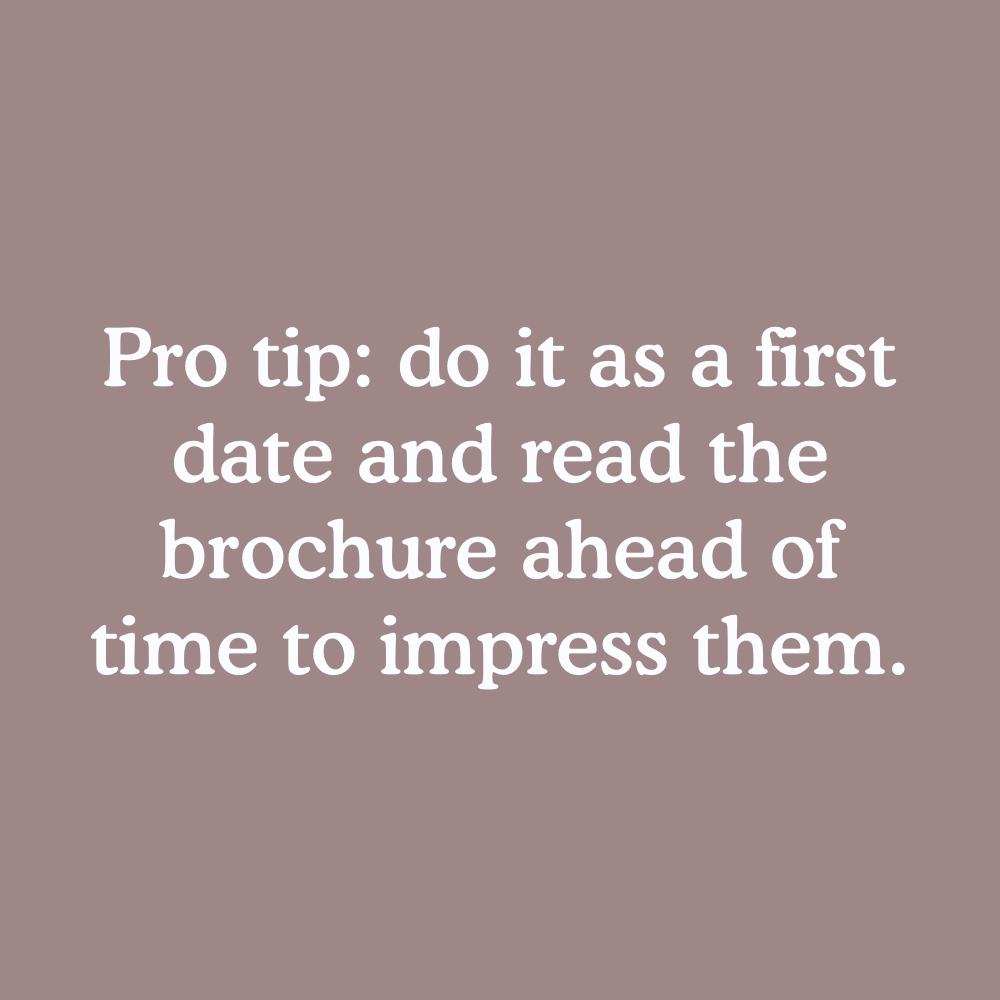 Pro tip: do it as a first
date and read the
brochure ahead of
time to impress them.